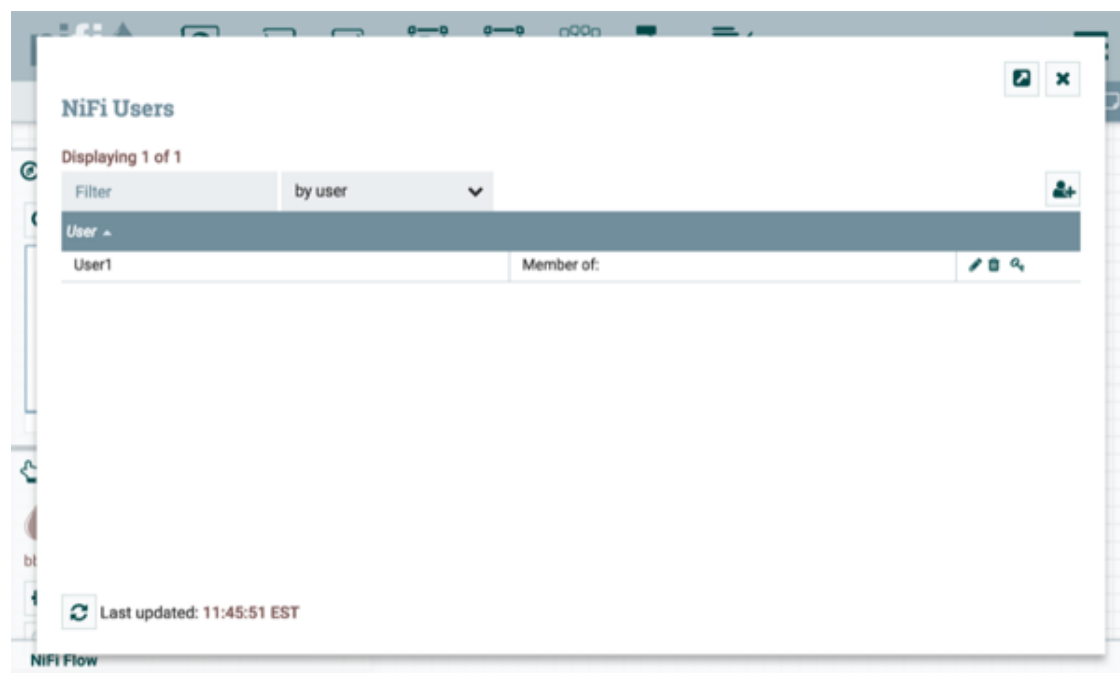 NiFi Users
Displaying 1 of 1
Filter by user
User
User1 Member of:
Last updated: 11:45:51 EST
NiFi Flow